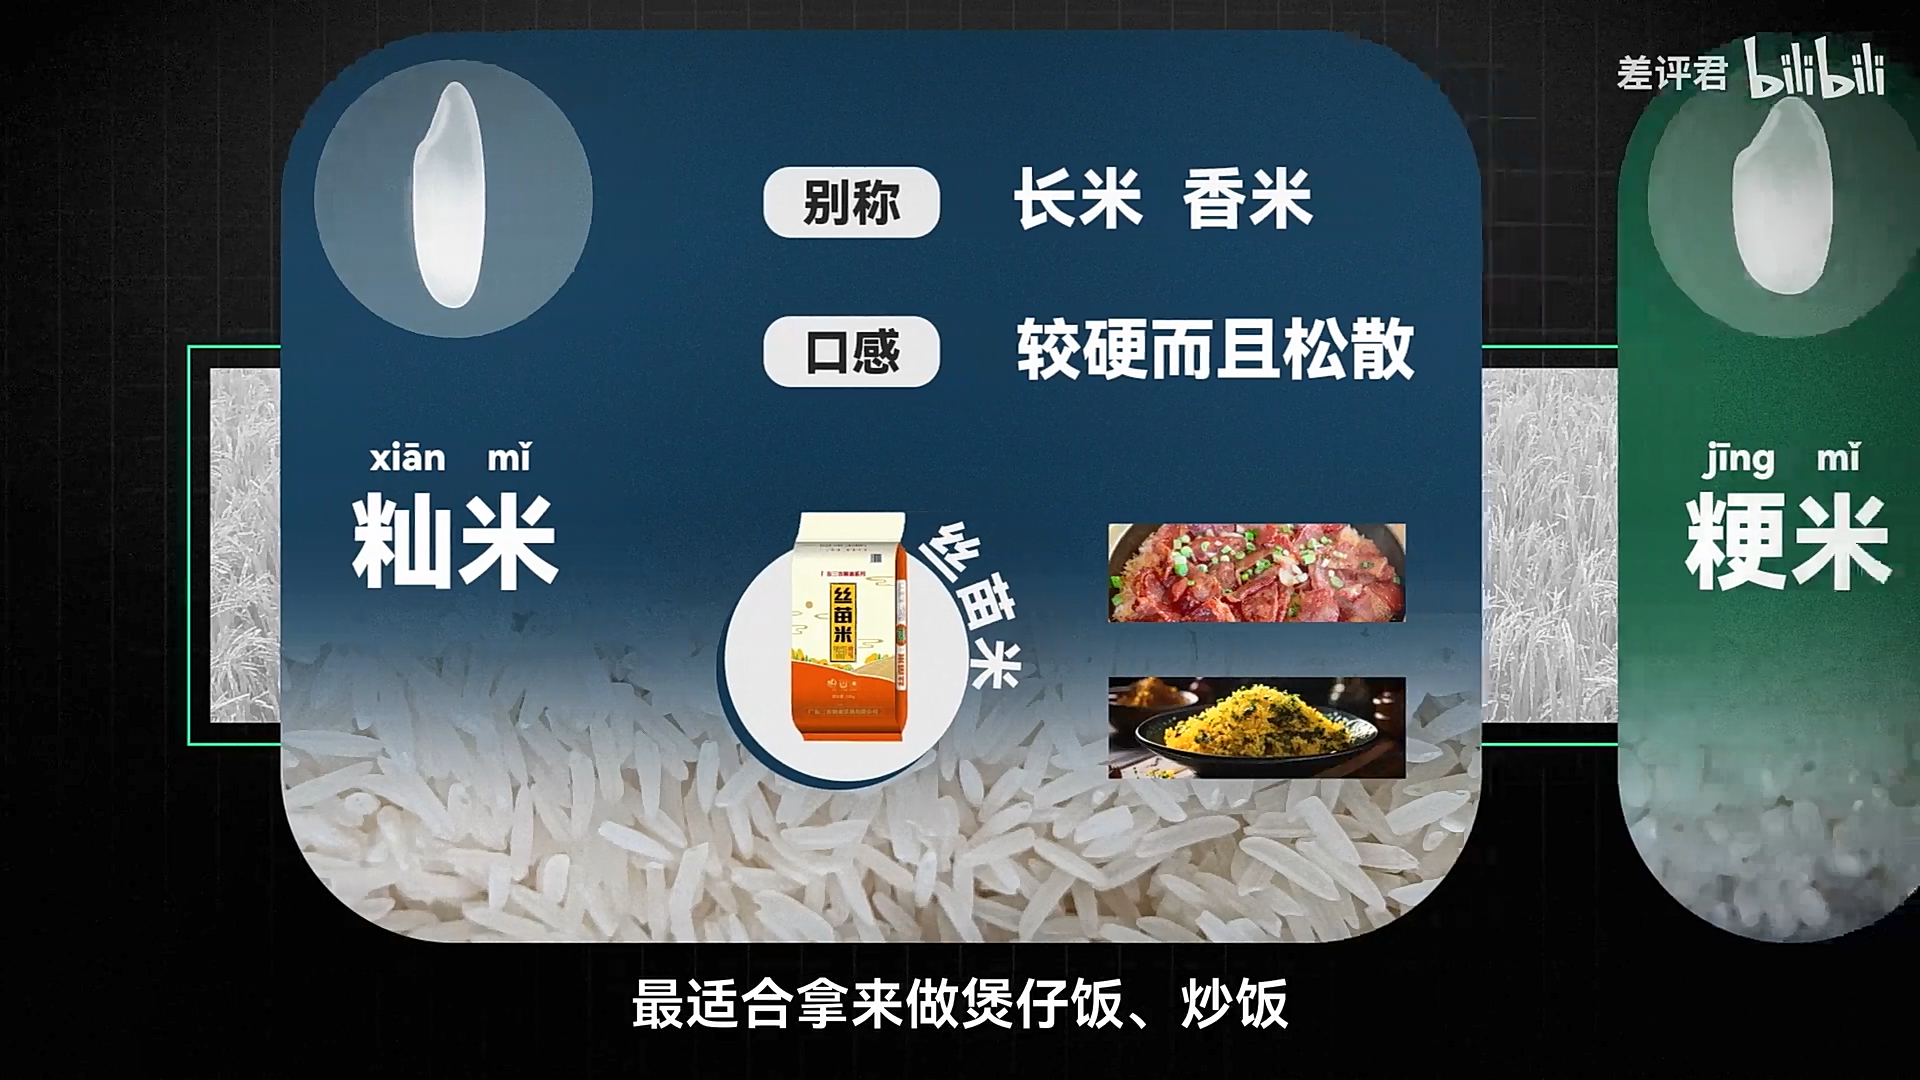 差评君 bilibili
别称 长米 香米
口感 较硬而且松散
xiān mǐ
籼米
jīng mǐ
粳米
丝苗米
丝苗米
最适合拿来做煲仔饭、炒饭